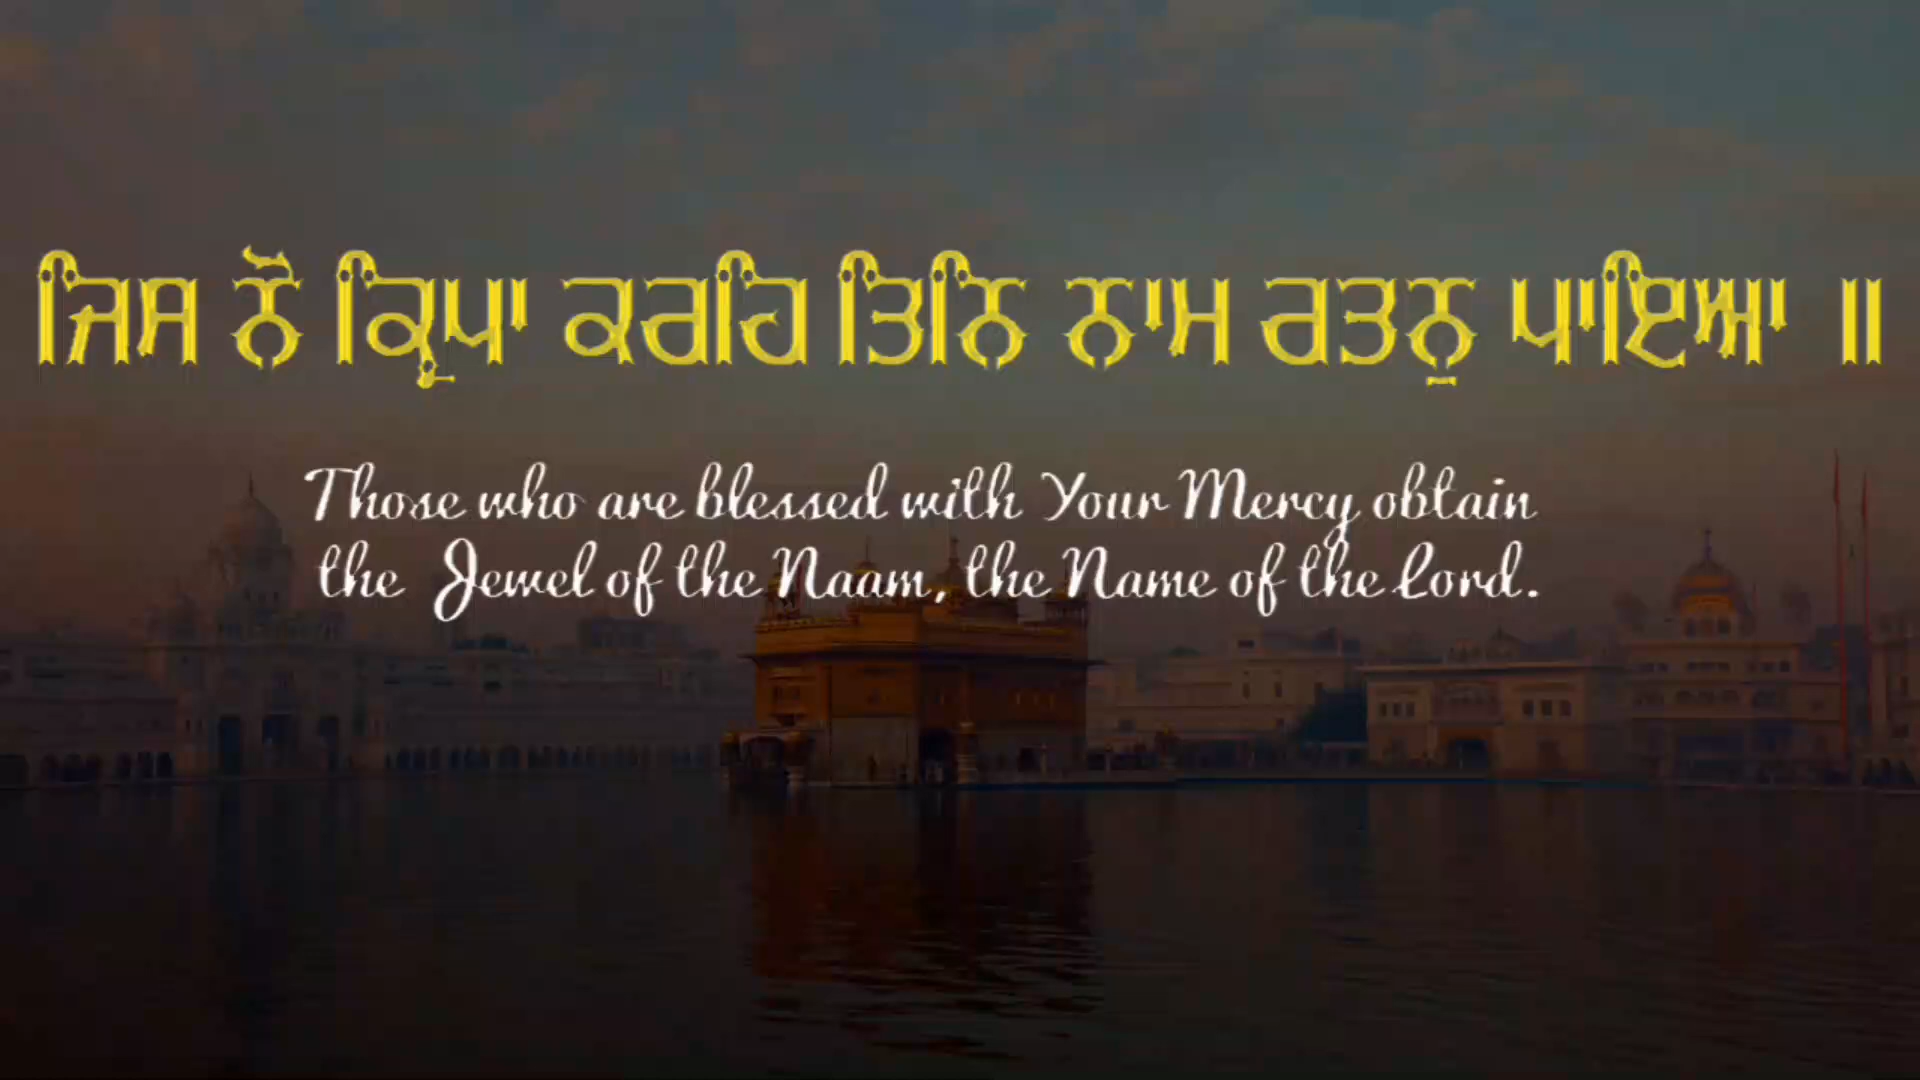 ਜਿਸ ਨੋ ਕ੍ਰਿਪਾ ਕਰਹਿ ਤਿਨਿ ਨਾਮ ਰਤਨੁ ਪਾਇਆ ॥
Those who are blessed with Your Mercy obtain
the Jewel of the Naam, the Name of the Lord.